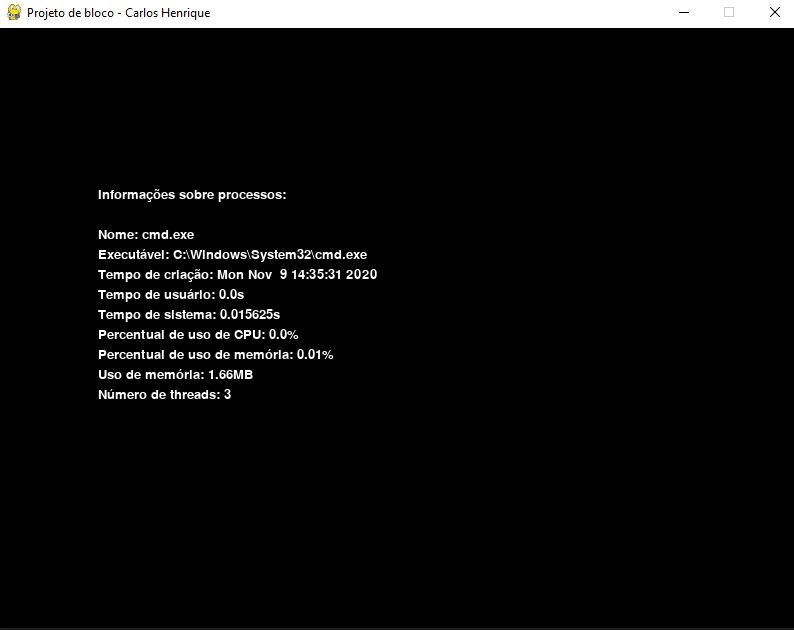 Projeto de bloco - Carlos Henrique
Informações sobre processos:
Nome: cmd.exe
Executável: C:\Windows\System32\cmd.exe
Tempo de criação: Mon Nov  9 14:35:31 2020
Tempo de usuário: 0.0s
Tempo de sistema: 0.015625s
Percentual de uso de CPU: 0.0%
Percentual de uso de memória: 0.01%
Uso de memória: 1.66MB
Número de threads: 3